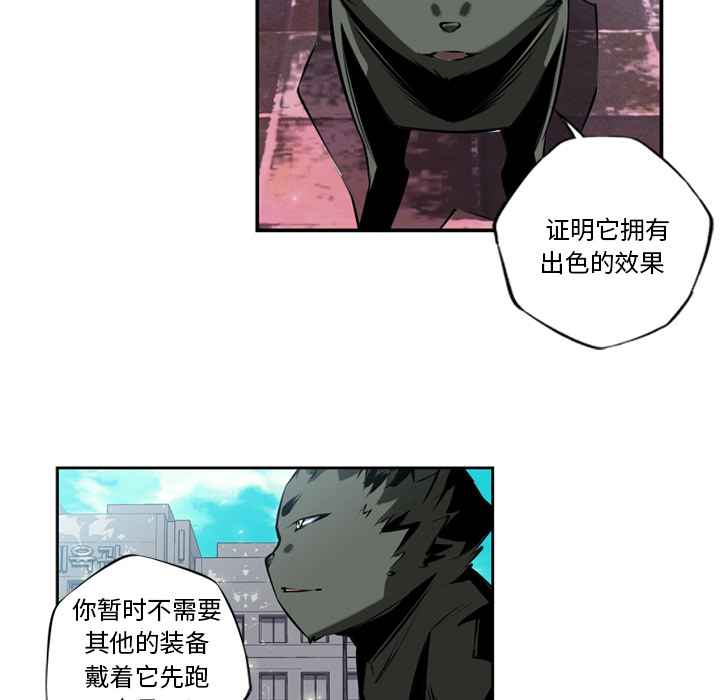 证明它拥有
出色的效果
你暂时不需要
其他的装备
戴着它先跑